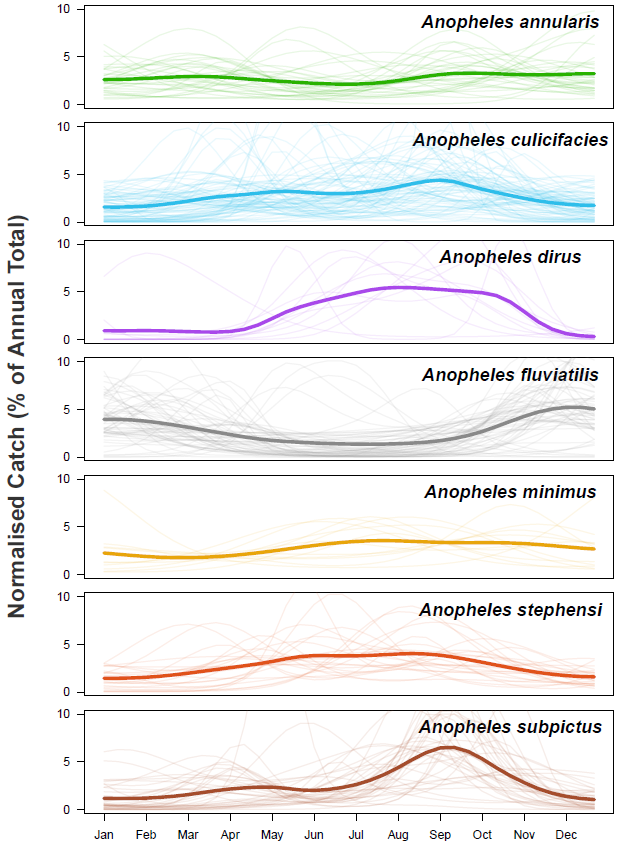 Normalised Catch (% of Annual Total)
Anopheles annularis
10
5
0
Anopheles culicifacies
10
5
0
Anopheles dirus
10
5
0
Anopheles fluviatilis
10
5
0
Anopheles minimus
10
5
0
Anopheles stephensi
10
5
0
Anopheles subpictus
10
5
0
Jan Feb Mar Apr May Jun Jul Aug Sep Oct Nov Dec